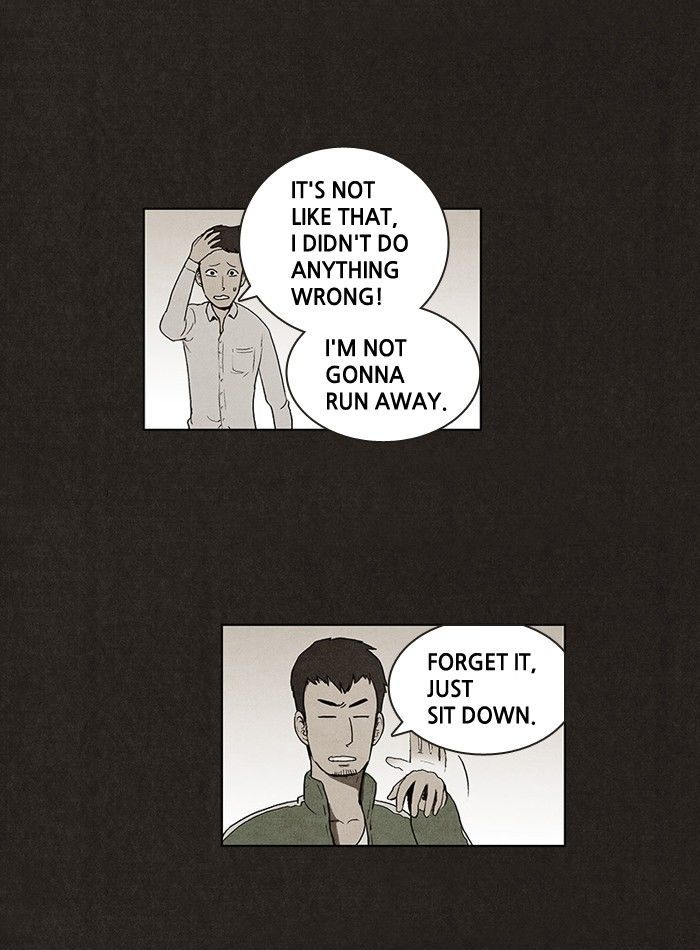 IT'S NOT
LIKE THAT,
I DIDN'T DO
ANYTHING
WRONG!
I'M NOT
GONNA
RUN AWAY.
FORGET IT,
JUST
SIT DOWN.